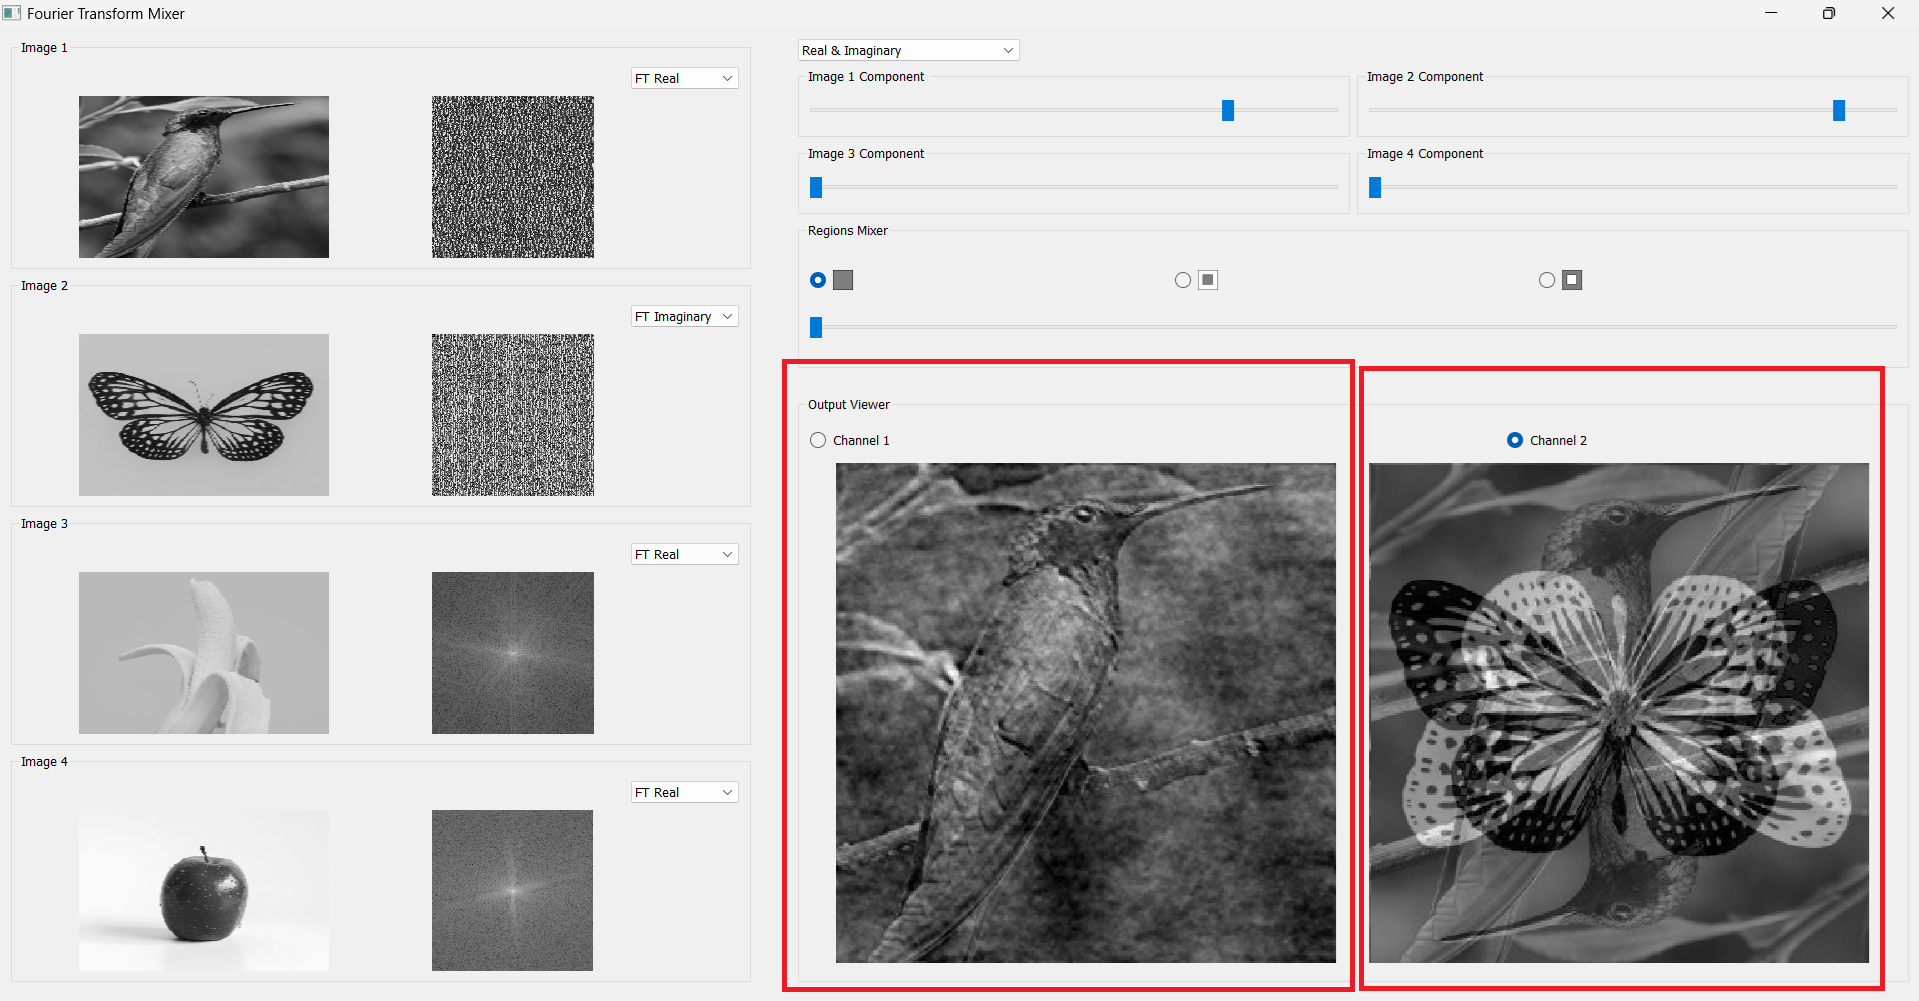 Fourier Transform Mixer
Image 1
FT Real
Image 2
FT Imaginary
Image 3
FT Real
Image 4
FT Real
Real & Imaginary
Image 1 Component
Image 2 Component
Image 3 Component
Image 4 Component
Regions Mixer
Output Viewer
Channel 1
Channel 2